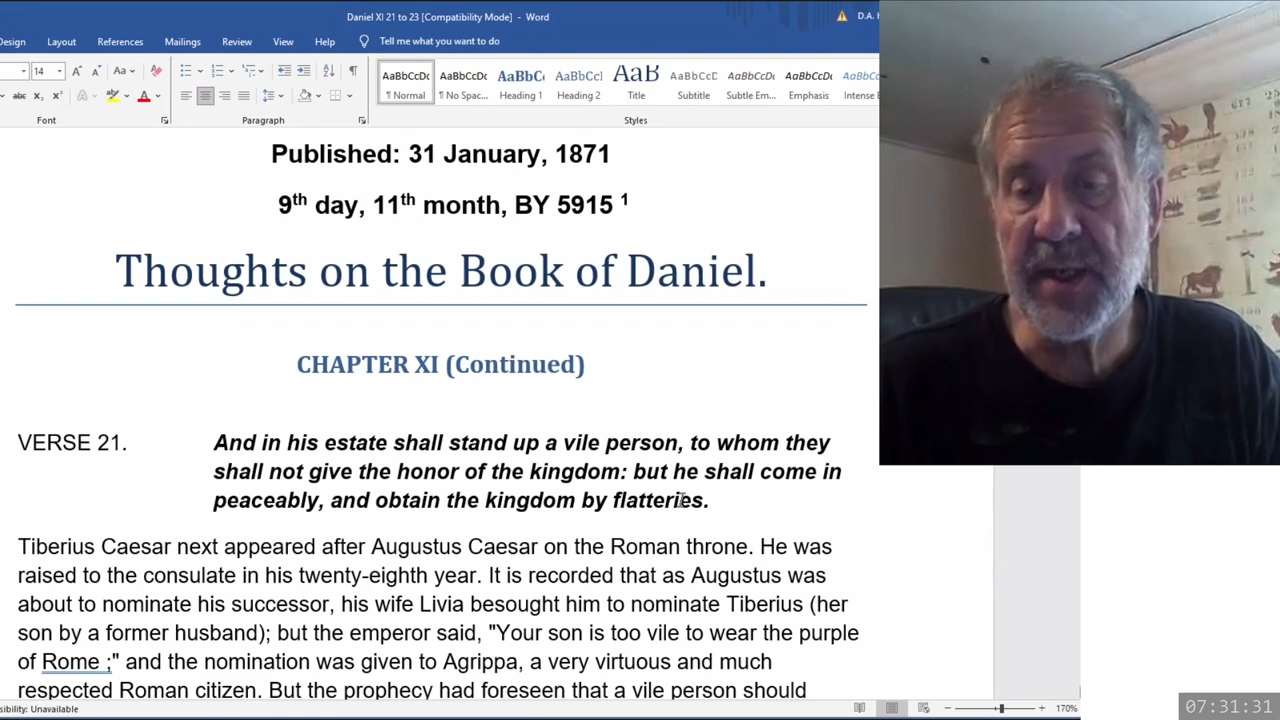 Daniel XI 21 to 23 [Compatibility Mode] - Word
D.A.
Design Layout References Mailings Review View Help Tell me what you want to do
14 Aa
AaBbCcDc AaBbCcDc AaBbC AaBbCcI AaB AaBbCcD AaBbCcDc AaBbCcDc AaBbCcDc
¶ Normal ¶ No Spac... Heading 1 Heading 2 Title Subtitle Subtle Em... Emphasis Intense E
abc x₂ x² A A
Font Paragraph Styles
Published: 31 January, 1871
9th day, 11th month, BY 5915 1
Thoughts on the Book of Daniel.
CHAPTER XI (Continued)
VERSE 21. And in his estate shall stand up a vile person, to whom they
shall not give the honor of the kingdom: but he shall come in
peaceably, and obtain the kingdom by flatteries.
Tiberius Caesar next appeared after Augustus Caesar on the Roman throne. He was
raised to the consulate in his twenty-eighth year. It is recorded that as Augustus was
about to nominate his successor, his wife Livia besought him to nominate Tiberius (her
son by a former husband); but the emperor said, "Your son is too vile to wear the purple
of Rome ;" and the nomination was given to Agrippa, a very virtuous and much
respected Roman citizen. But the prophecy had foreseen that a vile person should
sibility: Unavailable
170%
07:31:31